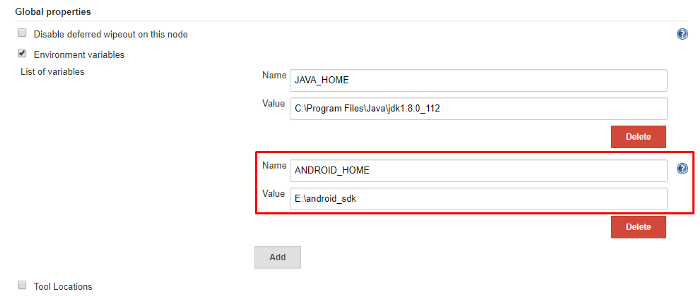 Global properties
Disable deferred wipeout on this node
Environment variables
List of variables
Name JAVA_HOME
Value C:\Program Files\Java\jdk1.8.0_112
Delete
Name ANDROID_HOME
Value E:\android_sdk
Delete
Add
Tool Locations